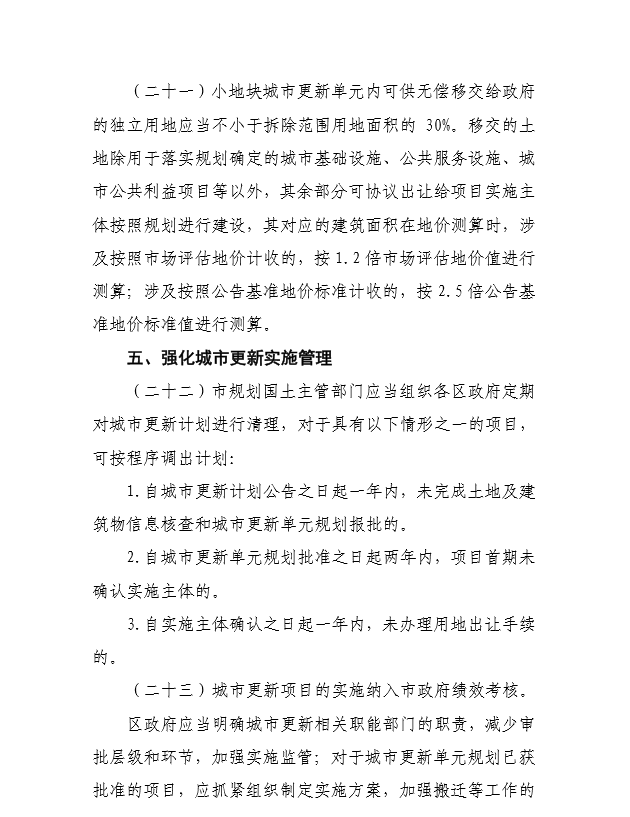 （二十一）小地块城市更新单元内可供无偿移交给政府
的独立用地应当不小于拆除范围用地面积的 30%。移交的土
地除用于落实规划确定的城市基础设施、公共服务设施、城
市公共利益项目等以外，其余部分可协议出让给项目实施主
体按照规划进行建设，其对应的建筑面积在地价测算时，涉
及按照市场评估地价计收的，按 1.2 倍市场评估地价值进行
测算；涉及按照公告基准地价标准计收的，按 2.5 倍公告基
准地价标准值进行测算。
五、强化城市更新实施管理
（二十二）市规划国土主管部门应当组织各区政府定期
对城市更新计划进行清理，对于具有以下情形之一的项目，
可按程序调出计划：
1.自城市更新计划公告之日起一年内，未完成土地及建
筑物信息核查和城市更新单元规划报批的。
2.自城市更新单元规划批准之日起两年内，项目首期未
确认实施主体的。
3.自实施主体确认之日起一年内，未办理用地出让手续
的。
（二十三）城市更新项目的实施纳入市政府绩效考核。
区政府应当明确城市更新相关职能部门的职责，减少审
批层级和环节，加强实施监管；对于城市更新单元规划已获
批准的项目，应抓紧组织制定实施方案，加强搬迁等工作的